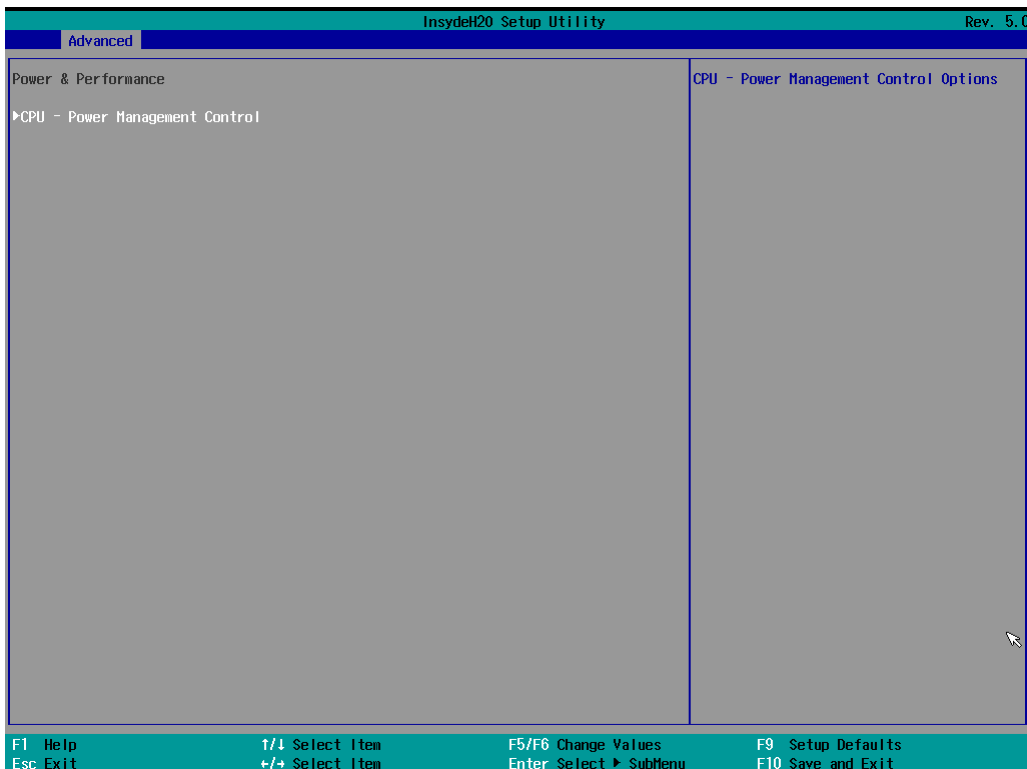 InsydeH20 Setup Utility Rev. 5.0
Advanced
Power & Performance
CPU - Power Management Control Options
▶CPU - Power Management Control
F1 Help ↑/↓ Select Item F5/F6 Change Values F9 Setup Defaults
Esc Exit ←/→ Select Item Enter Select ▶ SubMenu F10 Save and Exit